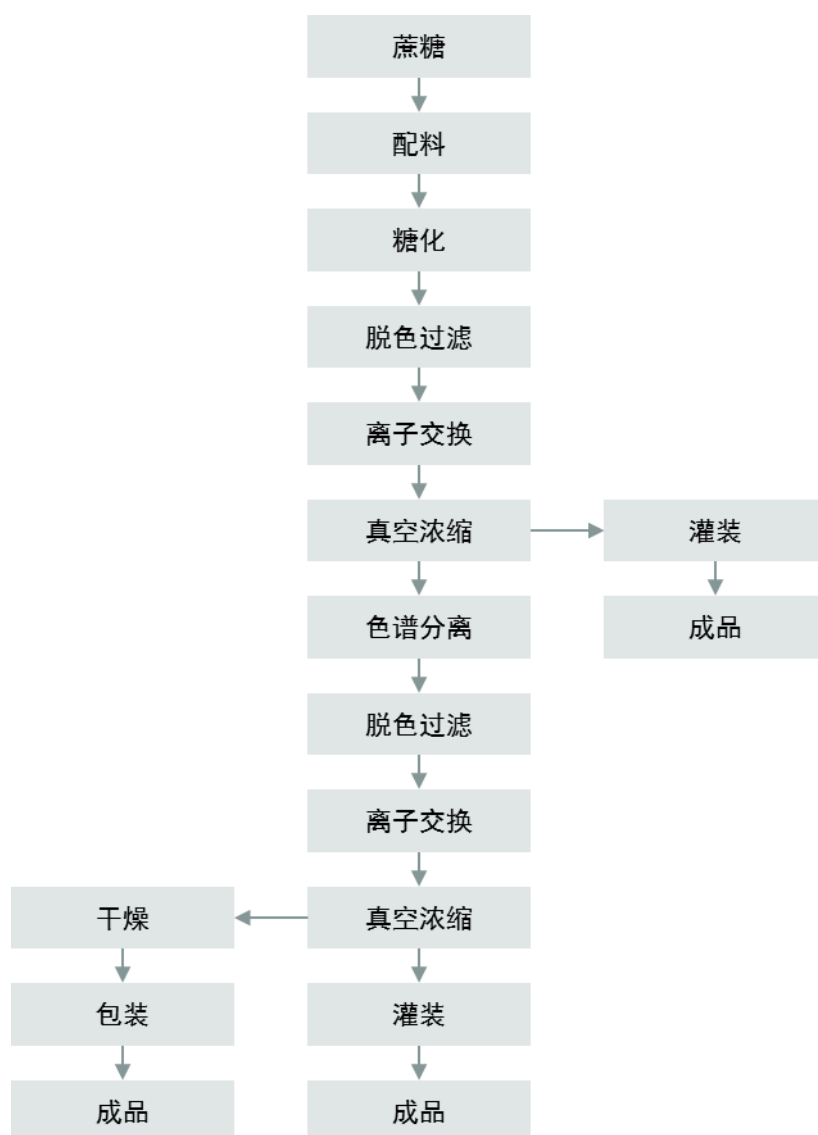 蔗糖
配料
糖化
脱色过滤
离子交换
真空浓缩
灌装
色谱分离
成品
脱色过滤
离子交换
干燥
真空浓缩
包装
灌装
成品
成品